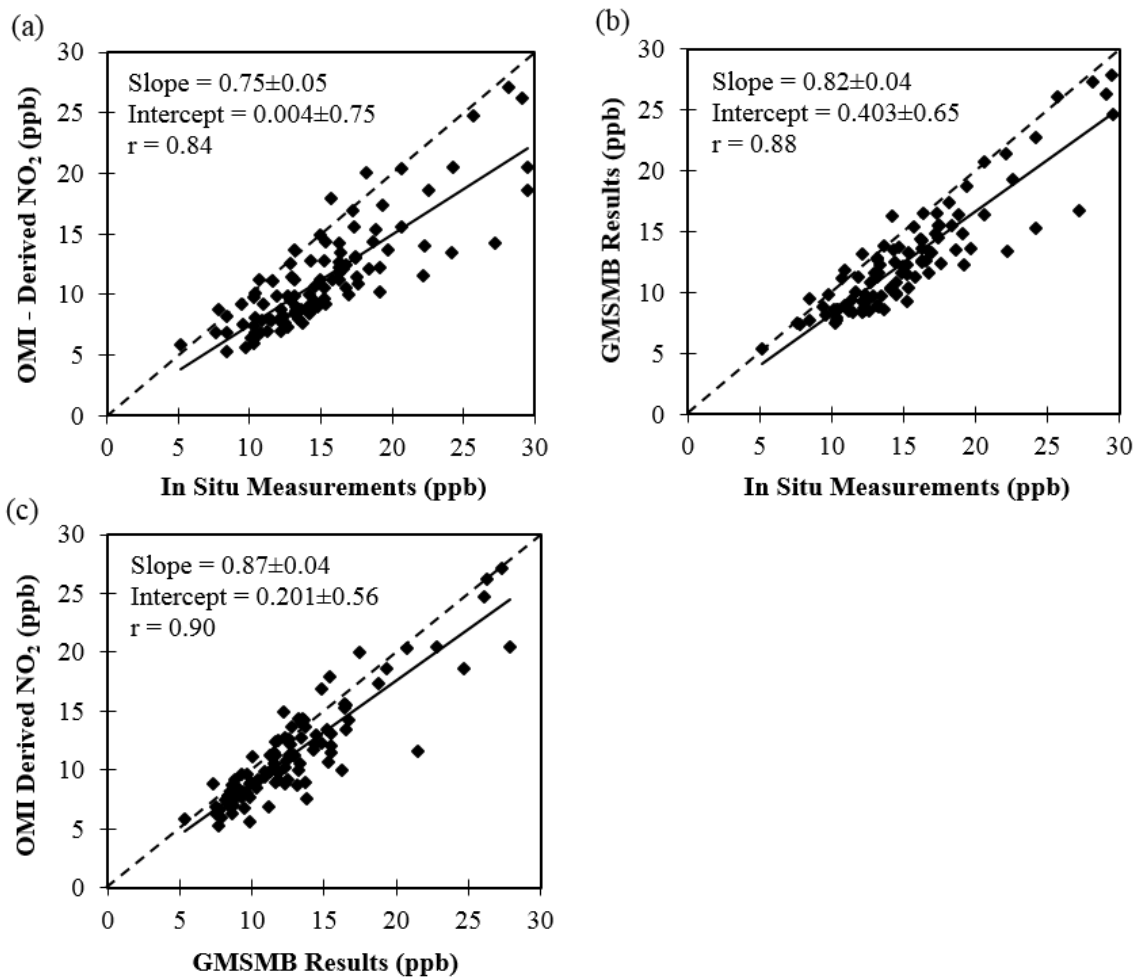 (a)
30
25
20
15
10
5
0
OMI - Derived NO₂ (ppb)
Slope = 0.75±0.05
Intercept = 0.004±0.75
r = 0.84
0 5 10 15 20 25 30
In Situ Measurements (ppb)
(b)
30
25
20
15
10
5
0
GMSMB Results (ppb)
Slope = 0.82±0.04
Intercept = 0.403±0.65
r = 0.88
0 5 10 15 20 25 30
In Situ Measurements (ppb)
(c)
30
25
20
15
10
5
0
OMI Derived NO₂ (ppb)
Slope = 0.87±0.04
Intercept = 0.201±0.56
r = 0.90
0 5 10 15 20 25 30
GMSMB Results (ppb)